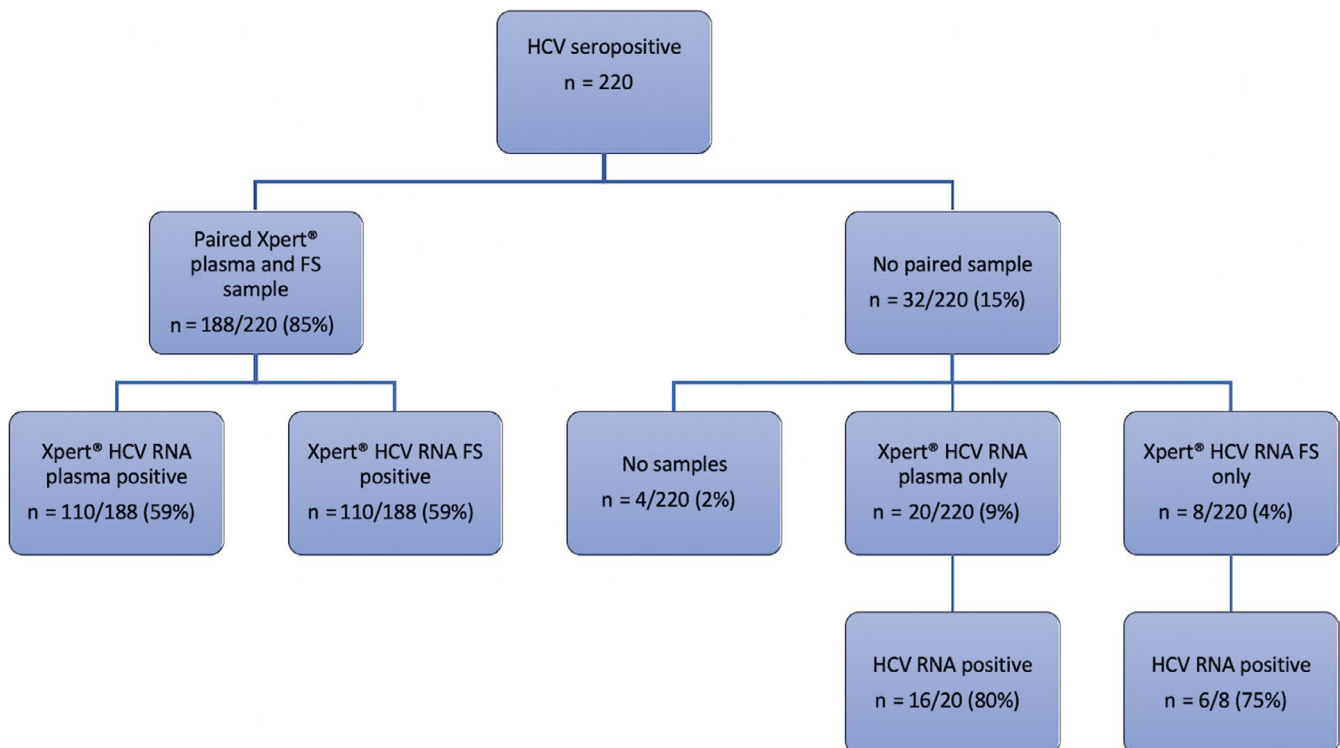 HCV seropositive
n = 220
Paired Xpert®
plasma and FS
sample
n = 188/220 (85%)
No paired sample
n = 32/220 (15%)
Xpert® HCV RNA
plasma positive
n = 110/188 (59%)
Xpert® HCV RNA FS
positive
n = 110/188 (59%)
No samples
n = 4/220 (2%)
Xpert® HCV RNA
plasma only
n = 20/220 (9%)
Xpert® HCV RNA FS
only
n = 8/220 (4%)
HCV RNA positive
n = 16/20 (80%)
HCV RNA positive
n = 6/8 (75%)